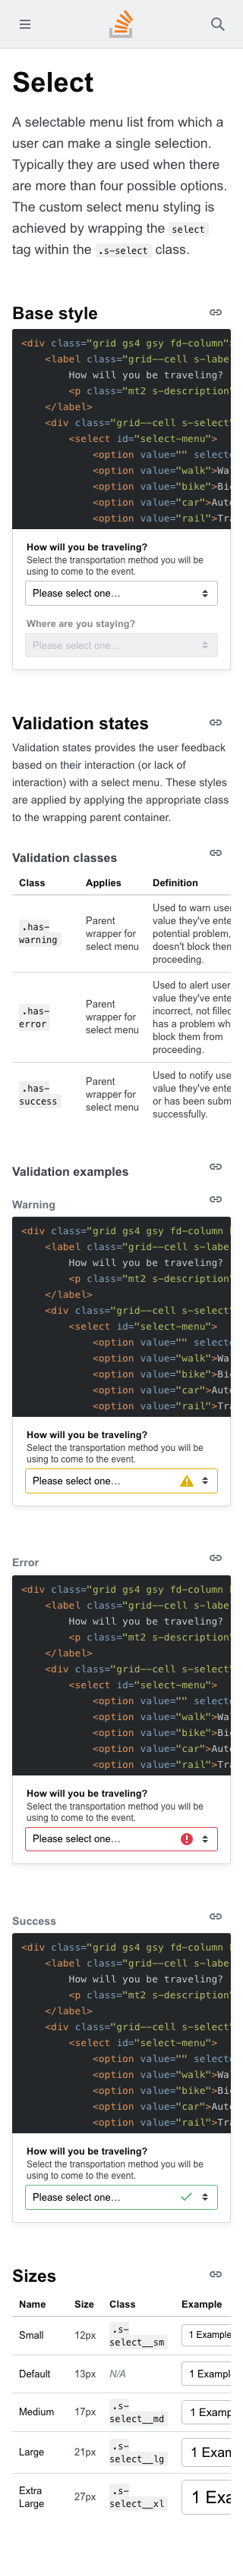 Select
A selectable menu list from which a
user can make a single selection.
Typically they are used when there
are more than four possible options.
The custom select menu styling is
achieved by wrapping the select
tag within the .s-select class.
Base style
<div class="grid gs4 gsy fd-column"
<label class="grid--cell s-labe
How will you be traveling?
<p class="mt2 s-description"
</label>
<div class="grid--cell s-select"
<select id="select-menu">
<option value="" selecte
<option value="walk">Wa
<option value="bike">Bi
<option value="car">Aut
<option value="rail">Tra
How will you be traveling?
Select the transportation method you will be
using to come to the event.
Please select one…
Where are you staying?
Please select one…
Validation states
Validation states provides the user feedback
based on their interaction (or lack of
interaction) with a select menu. These styles
are applied by applying the appropriate class
to the wrapping parent container.
Validation classes
Class Applies Definition
.has-warning Parent wrapper for select menu Used to warn user value they've ente potential problem, doesn't block them proceeding.
.has-error Parent wrapper for select menu Used to alert user value they've ente incorrect, not filled has a problem wh block them from proceeding.
.has-success Parent wrapper for select menu Used to notify use value they've ente or has been subm successfully.
Validation examples
Warning
<div class="grid gs4 gsy fd-column
<label class="grid--cell s-labe
How will you be traveling?
<p class="mt2 s-description"
</label>
<div class="grid--cell s-select"
<select id="select-menu">
<option value="" selecte
<option value="walk">Wa
<option value="bike">Bi
<option value="car">Aut
<option value="rail">Tra
How will you be traveling?
Select the transportation method you will be
using to come to the event.
Please select one…
Error
<div class="grid gs4 gsy fd-column
<label class="grid--cell s-labe
How will you be traveling?
<p class="mt2 s-description"
</label>
<div class="grid--cell s-select"
<select id="select-menu">
<option value="" selecte
<option value="walk">Wa
<option value="bike">Bi
<option value="car">Aut
<option value="rail">Tra
How will you be traveling?
Select the transportation method you will be
using to come to the event.
Please select one…
Success
<div class="grid gs4 gsy fd-column
<label class="grid--cell s-labe
How will you be traveling?
<p class="mt2 s-description"
</label>
<div class="grid--cell s-select"
<select id="select-menu">
<option value="" selecte
<option value="walk">Wa
<option value="bike">Bi
<option value="car">Aut
<option value="rail">Tra
How will you be traveling?
Select the transportation method you will be
using to come to the event.
Please select one…
Sizes
Name Size Class Example
Small 12px .s-select__sm 1 Example
Default 13px N/A 1 Exampl
Medium 17px .s-select__md 1 Examp
Large 21px .s-select__lg 1 Exam
Extra Large 27px .s-select__xl 1 Exa